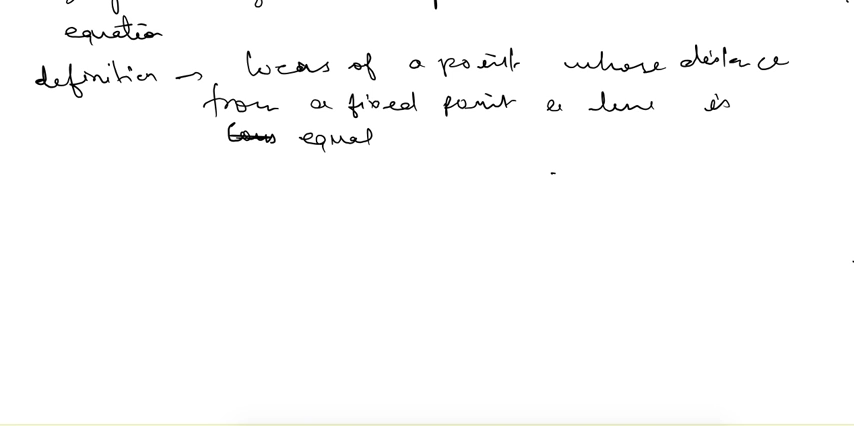 equation
definition → locus of a point whose distance
from a fixed point & line is
equal